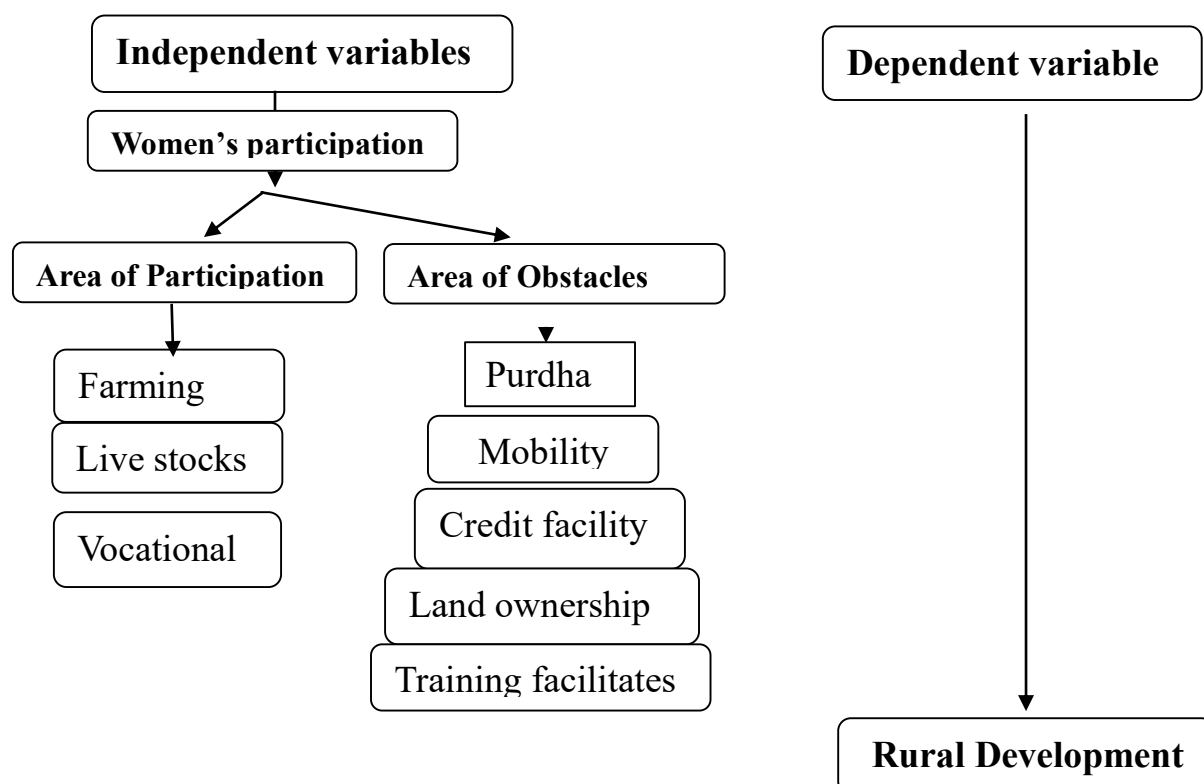 Independent variables
Dependent variable
Women’s participation
Area of Participation
Area of Obstacles
Farming
Purdha
Live stocks
Mobility
Vocational
Credit facility
Land ownership
Training facilitates
Rural Development